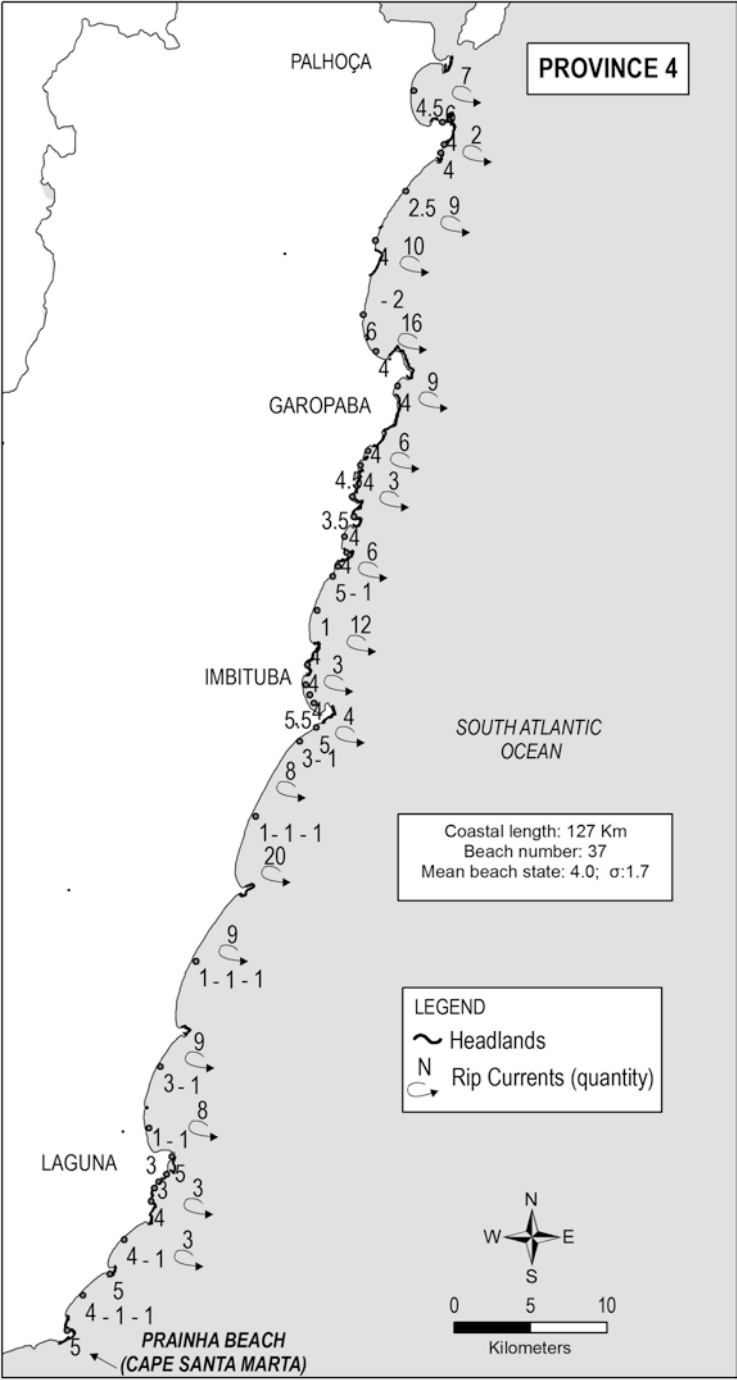 PALHOÇA
PROVINCE 4
7
4.5
6
2
4
4
2.5
9
10
4
- 2
16
6
4
9
GAROPABA
4
6
4
4.5
4
3
3.5
4
6
4
5 - 1
1
12
4
IMBITUBA
3
4
4
4
5.5
5
3 - 1
SOUTH ATLANTIC
OCEAN
8
1 - 1 - 1
20
Coastal length: 127 Km
Beach number: 37
Mean beach state: 4.0; σ:1.7
9
1 - 1 - 1
LEGEND
Headlands
N
Rip Currents (quantity)
9
3 - 1
8
1 - 1
LAGUNA
3
5
3
3
4
N
W
E
S
3
4 - 1
5
4 - 1 - 1
0 5 10
Kilometers
5
PRAINHA BEACH
(CAPE SANTA MARTA)